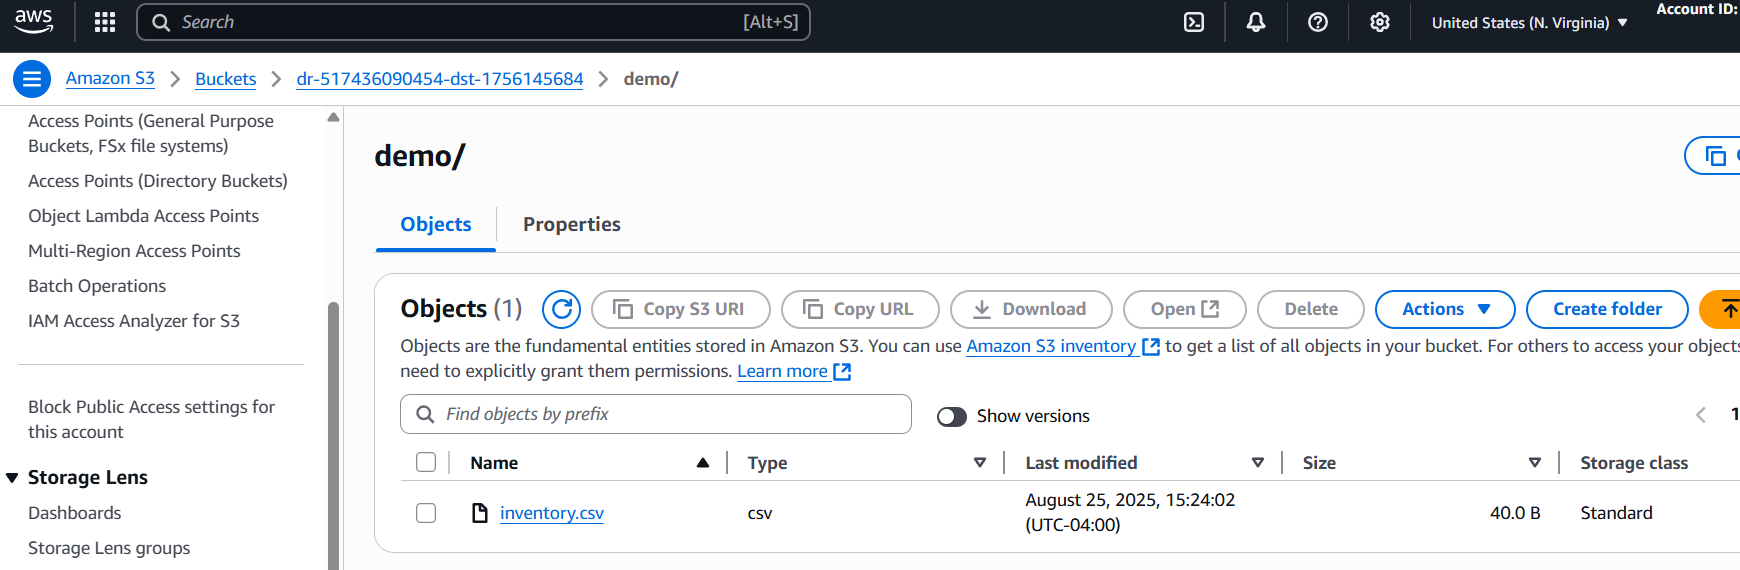 aws
Search [Alt+S]
United States (N. Virginia)
Account ID:
Amazon S3 > Buckets > dr-517436090454-dst-1756145684 > demo/
Access Points (General Purpose
Buckets, FSx file systems)
Access Points (Directory Buckets)
Object Lambda Access Points
Multi-Region Access Points
Batch Operations
IAM Access Analyzer for S3
Block Public Access settings for
this account
Storage Lens
Dashboards
Storage Lens groups
demo/
Objects Properties
Objects (1) Copy S3 URI Copy URL Download Open Delete Actions Create folder
Objects are the fundamental entities stored in Amazon S3. You can use Amazon S3 inventory to get a list of all objects in your bucket. For others to access your objects
need to explicitly grant them permissions. Learn more
Find objects by prefix Show versions 1
Name Type Last modified Size Storage class
inventory.csv csv August 25, 2025, 15:24:02 40.0 B Standard
(UTC-04:00)